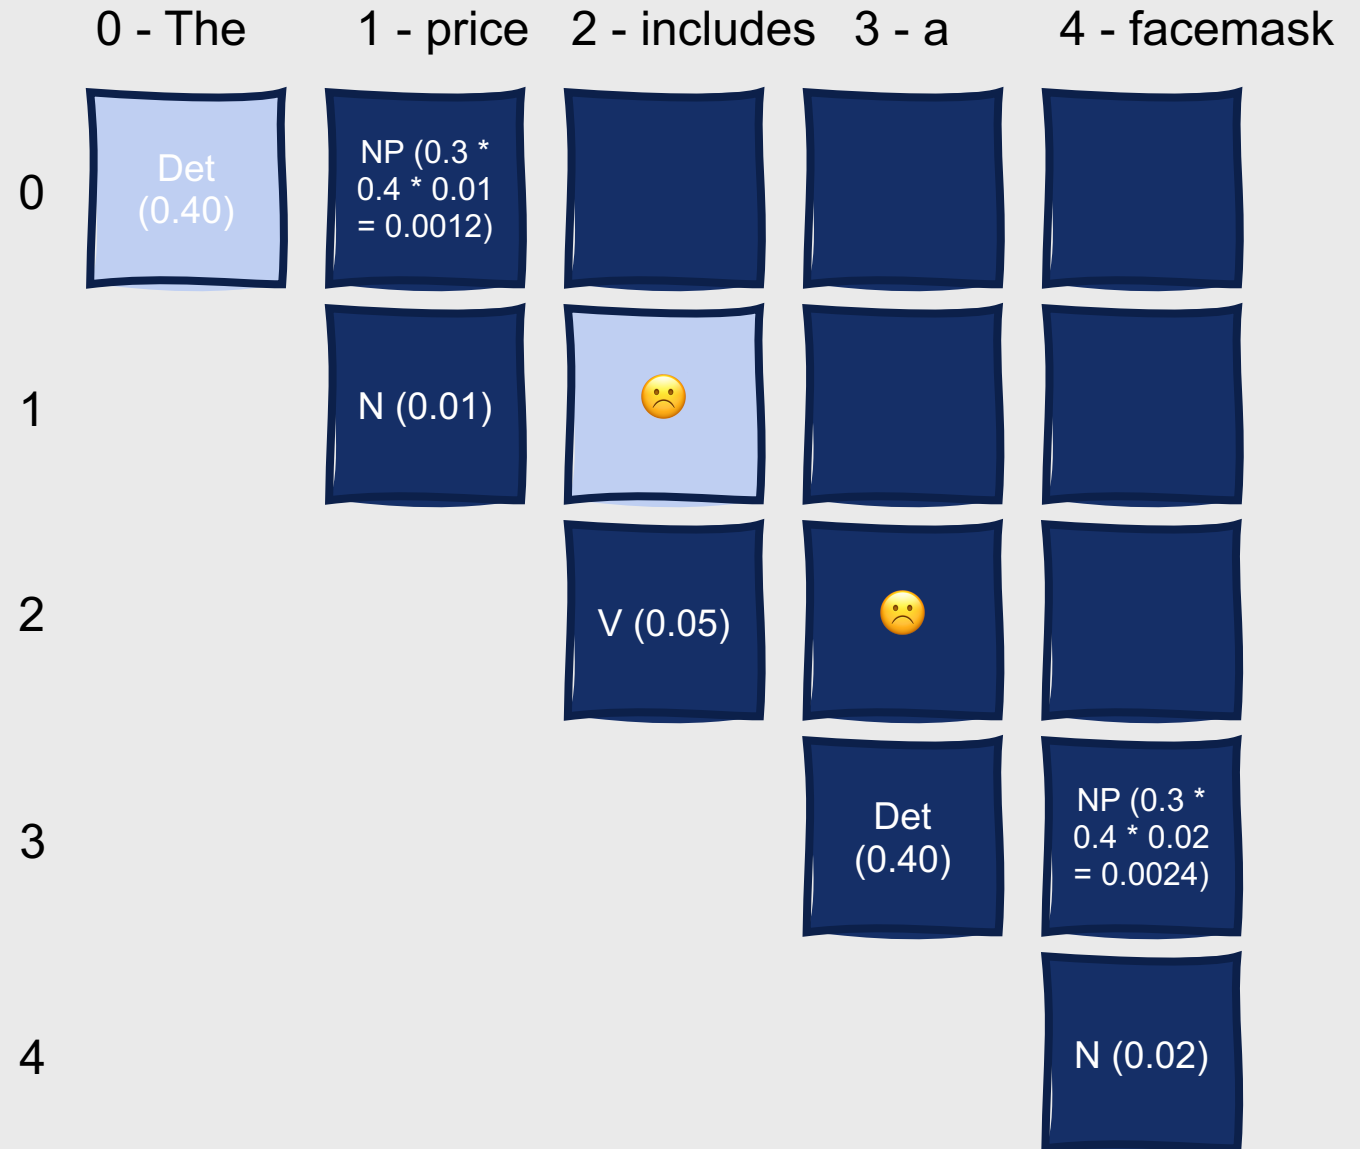 0 - The 1 - price 2 - includes 3 - a 4 - facemask
0
Det
(0.40)
NP (0.3 *
0.4 * 0.01
= 0.0012)
1
N (0.01)
2
V (0.05)
3
Det
(0.40)
NP (0.3 *
0.4 * 0.02
= 0.0024)
4
N (0.02)